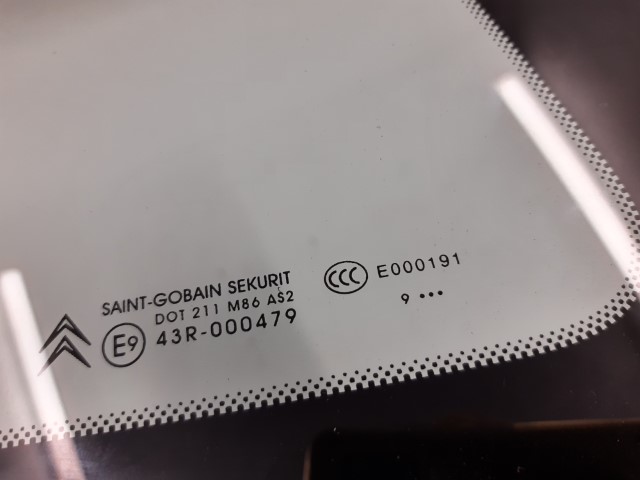 SAINT-GOBAIN SEKURIT
DOT 211 M86 AS2
E9 43R-000479
CCC E000191
9 •••